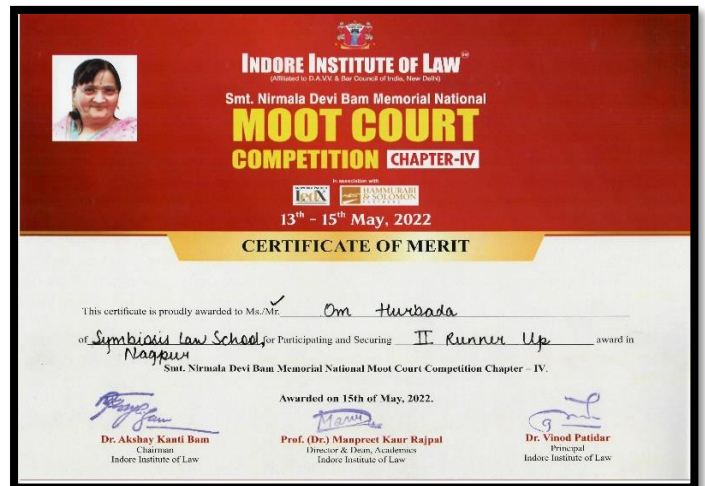 INDORE INSTITUTE OF LAW
(Affiliated to D.A.V.V. & Bar Council of India, New Delhi)
Smt. Nirmala Devi Bam Memorial National
MOOT COURT
COMPETITION CHAPTER-IV
In association with
HAMMURABI
& SOLOMON
PARTNERS
13th - 15th May, 2022
CERTIFICATE OF MERIT
This certificate is proudly awarded to Ms./Mr. Om Hurbada
of Symbiosis Law School, for Participating and Securing II Runner Up award in
Nagpur
Smt. Nirmala Devi Bam Memorial National Moot Court Competition Chapter – IV.
Awarded on 15th of May, 2022.
Dr. Akshay Kanti Bam
Chairman
Indore Institute of Law
Prof. (Dr.) Manpreet Kaur Rajpal
Director & Dean, Academics
Indore Institute of Law
Dr. Vinod Patidar
Principal
Indore Institute of Law